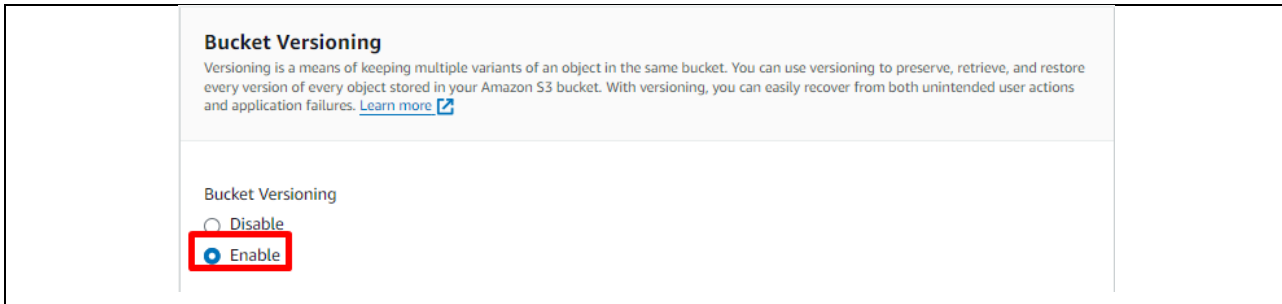 Bucket Versioning
Versioning is a means of keeping multiple variants of an object in the same bucket. You can use versioning to preserve, retrieve, and restore
every version of every object stored in your Amazon S3 bucket. With versioning, you can easily recover from both unintended user actions
and application failures. Learn more
Bucket Versioning
Disable
Enable